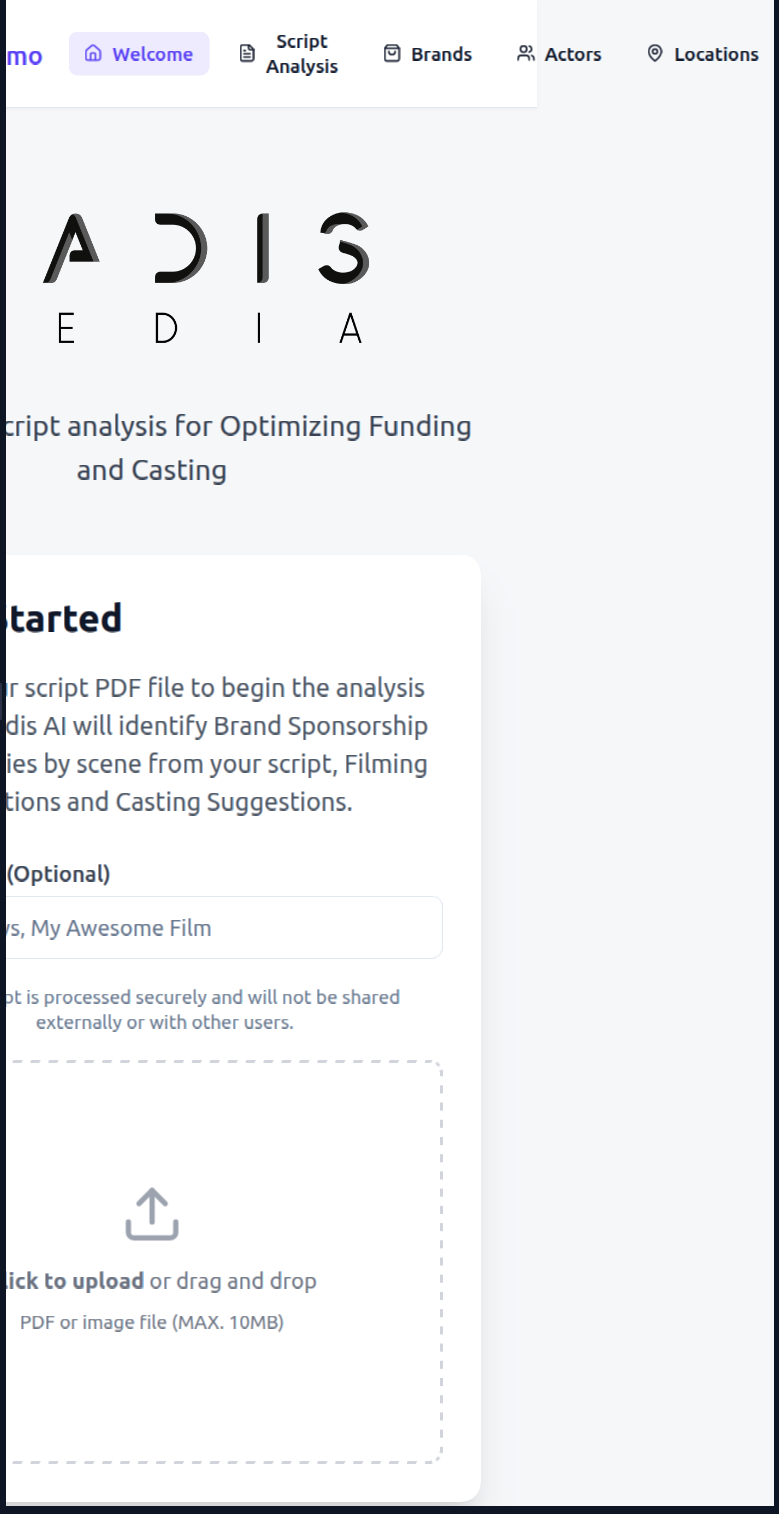 mo
Welcome
Script
Analysis
Brands
Actors
Locations
ADIS
EDIA
cript analysis for Optimizing Funding
and Casting
tarted
r script PDF file to begin the analysis
dis AI will identify Brand Sponsorship
ies by scene from your script, Filming
tions and Casting Suggestions.
(Optional)
s, My Awesome Film
pt is processed securely and will not be shared
externally or with other users.
ick to upload or drag and drop
PDF or image file (MAX. 10MB)